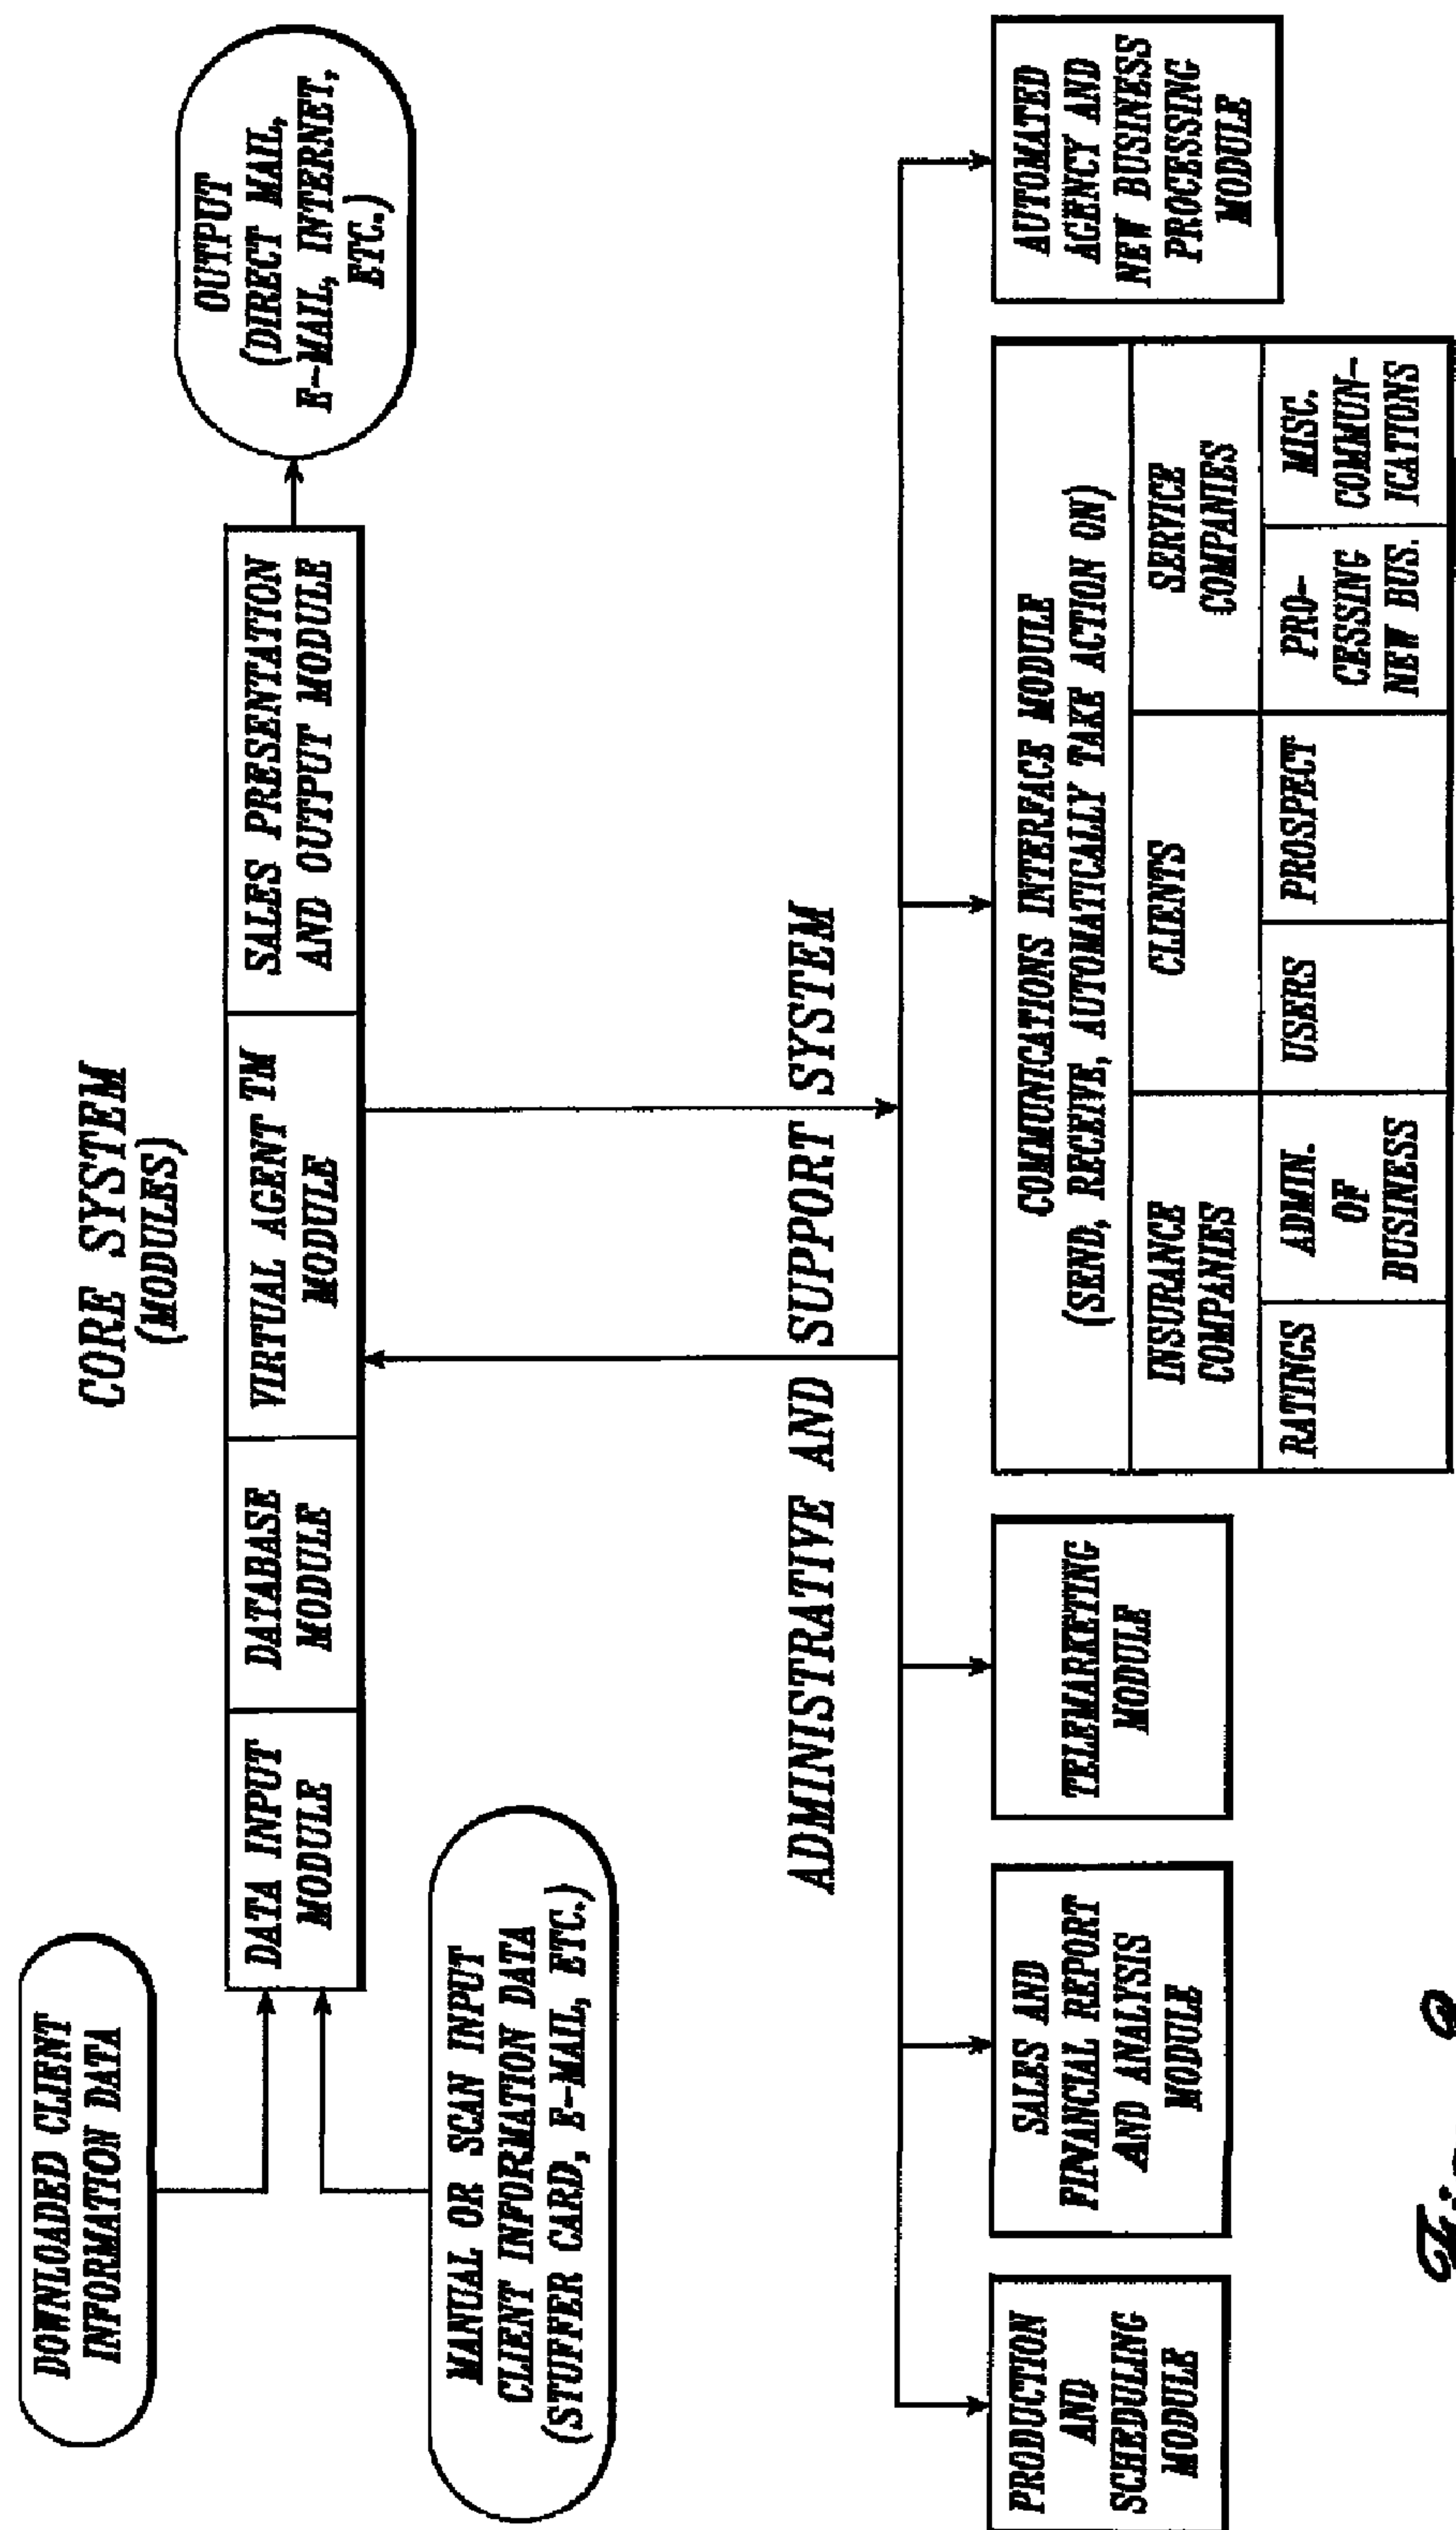 CORE SYSTEM
(MODULES)
DOWNLOADED CLIENT
INFORMATION DATA
MANUAL OR SCAN INPUT
CLIENT INFORMATION DATA
(STUFFER CARD, E-MAIL, ETC.)
DATA INPUT
MODULE
DATABASE
MODULE
VIRTUAL AGENT™
MODULE
SALES PRESENTATION
AND OUTPUT MODULE
OUTPUT
(DIRECT MAIL,
E-MAIL, INTERNET,
ETC.)
ADMINISTRATIVE AND SUPPORT SYSTEM
PRODUCTION
AND
SCHEDULING
MODULE
SALES AND
FINANCIAL REPORT
AND ANALYSIS
MODULE
TELEMARKETING
MODULE
COMMUNICATIONS INTERFACE MODULE
(SEND, RECEIVE, AUTOMATICALLY TAKE ACTION ON)
INSURANCE
COMPANIES
CLIENTS
SERVICE
COMPANIES
RATINGS
ADMIN.
OF
BUSINESS
USERS
PROSPECT
PRO-
CESSING
NEW BUS.
MISC.
COMMUN-
ICATIONS
AUTOMATED
AGENCY AND
NEW BUSINESS
PROCESSING
MODULE